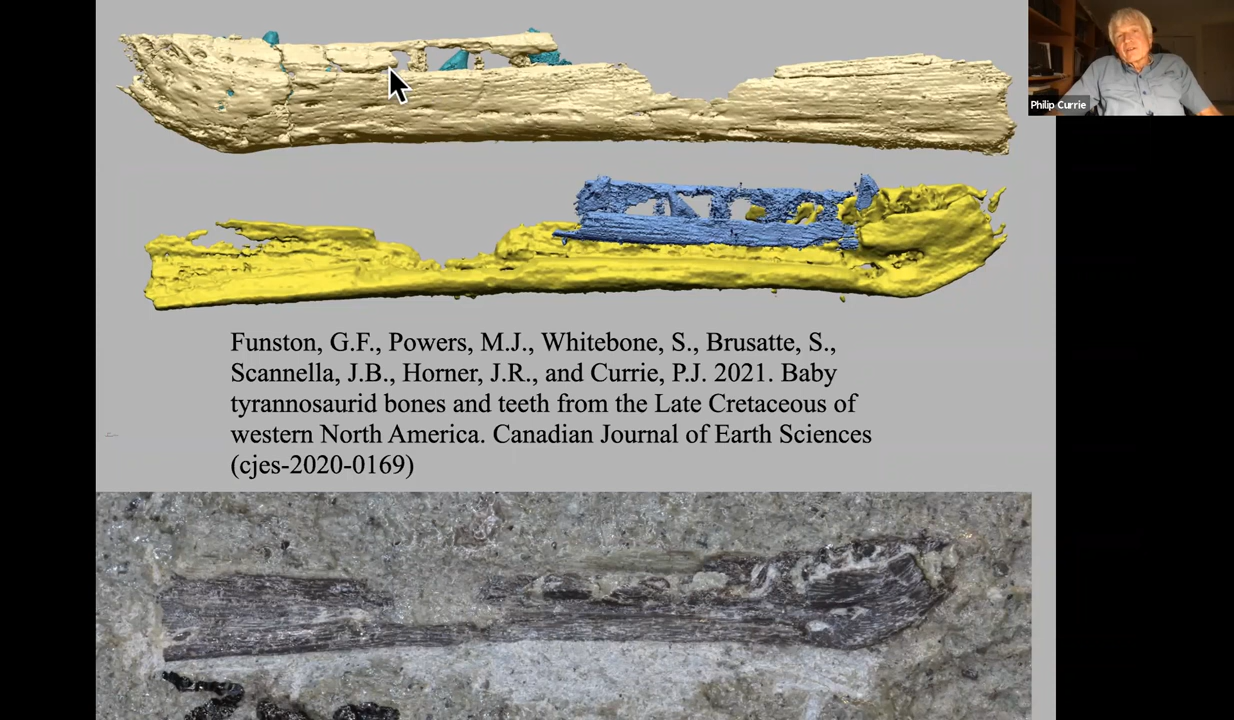 Philip Currie
Funston, G.F., Powers, M.J., Whitebone, S., Brusatte, S.,
Scannella, J.B., Horner, J.R., and Currie, P.J. 2021. Baby
tyrannosaurid bones and teeth from the Late Cretaceous of
western North America. Canadian Journal of Earth Sciences
(cjes-2020-0169)